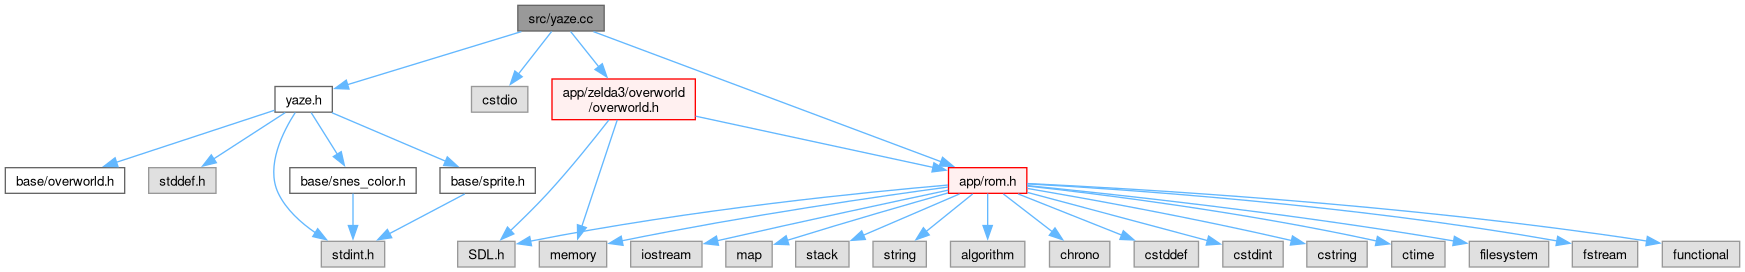 src/yaze.cc
yaze.h
cstdio
app/zelda3/overworld
/overworld.h
base/overworld.h
stddef.h
base/snes_color.h
base/sprite.h
app/rom.h
stdint.h
SDL.h
memory
iostream
map
stack
string
algorithm
chrono
cstddef
cstdint
cstring
ctime
filesystem
fstream
functional